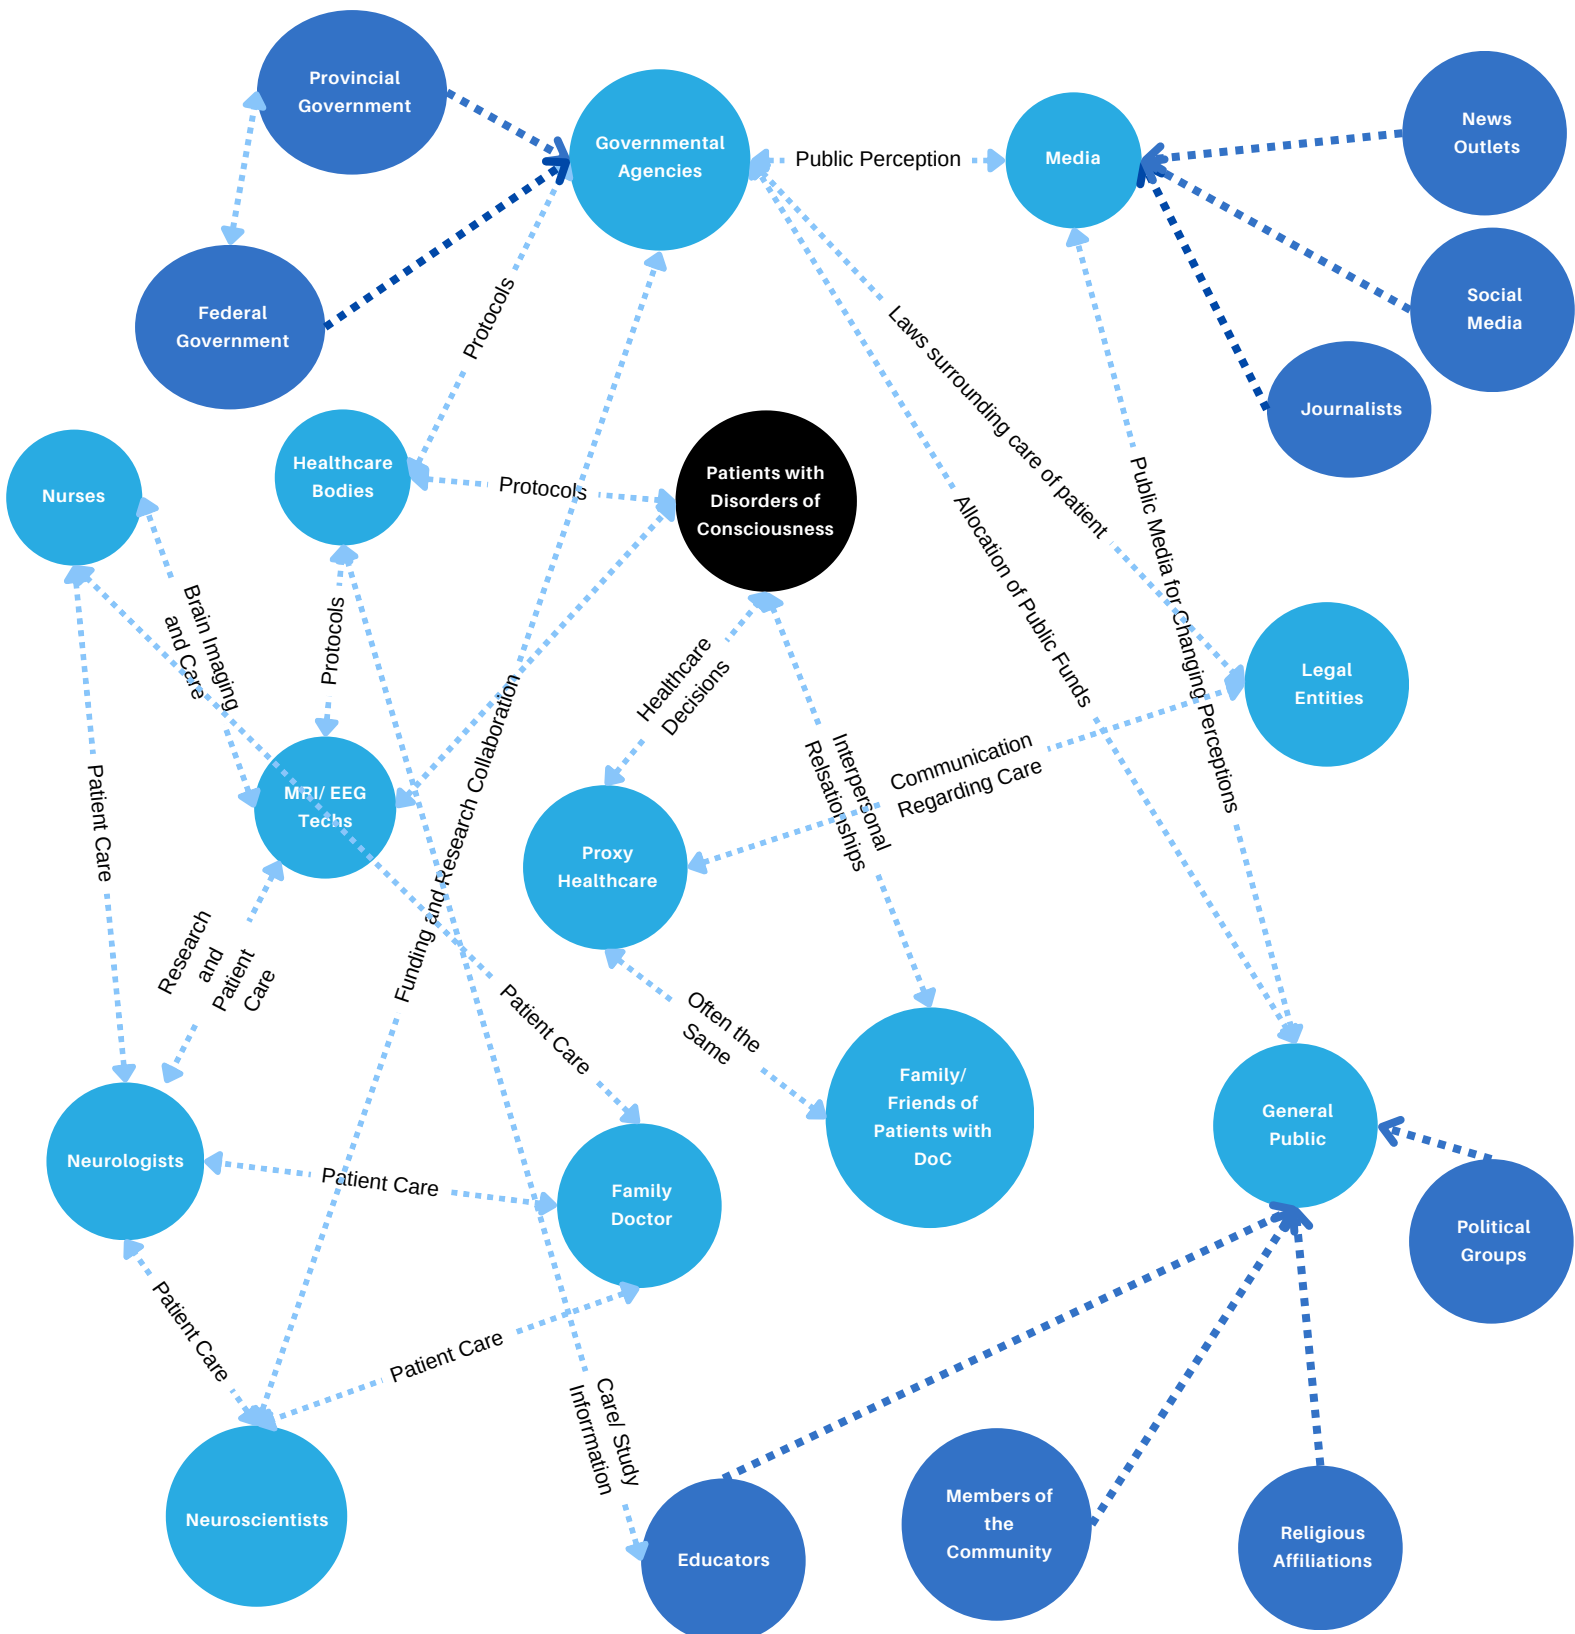 Provincial
Government
Governmental
Agencies
Public Perception
Media
News
Outlets
Federal
Government
Social
Media
Journalists
Protocols
Laws surrounding care of patient
Healthcare
Bodies
Nurses
Protocols
Patients with
Disorders of
Consciousness
Allocation of Public Funds
Public Media for Changing Perceptions
Brain Imaging
and Care
Protocols
Healthcare
Decisions
Legal
Entities
Funding and Research Collaboration
Interpersonal
Relsationships
Communication
Regarding Care
Patient Care
MRI/ EEG
Techs
Proxy
Healthcare
Research
and
Patient
Care
Patient Care
Often the
Same
Family/
Friends of
Patients with
DoC
General
Public
Neurologists
Patient Care
Family
Doctor
Political
Groups
Patient Care
Patient Care
Care/ Study
Inforrmation
Neuroscientists
Educators
Members of
the
Community
Religious
Affiliations